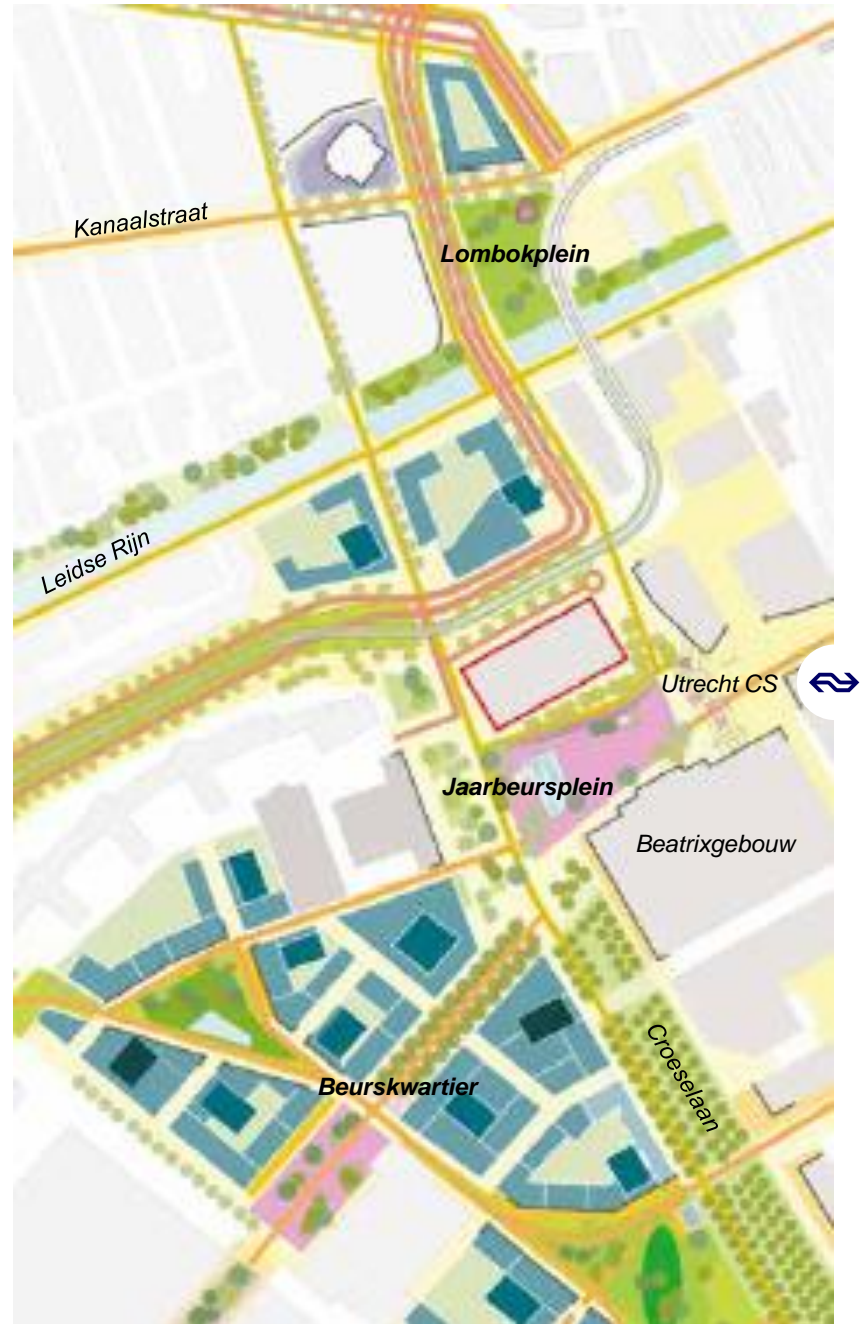 Kanaalstraat
Lombokplein
Leidse Rijn
Utrecht CS
Jaarbeursplein
Beatrixgebouw
Croeselaan
Beurskwartier